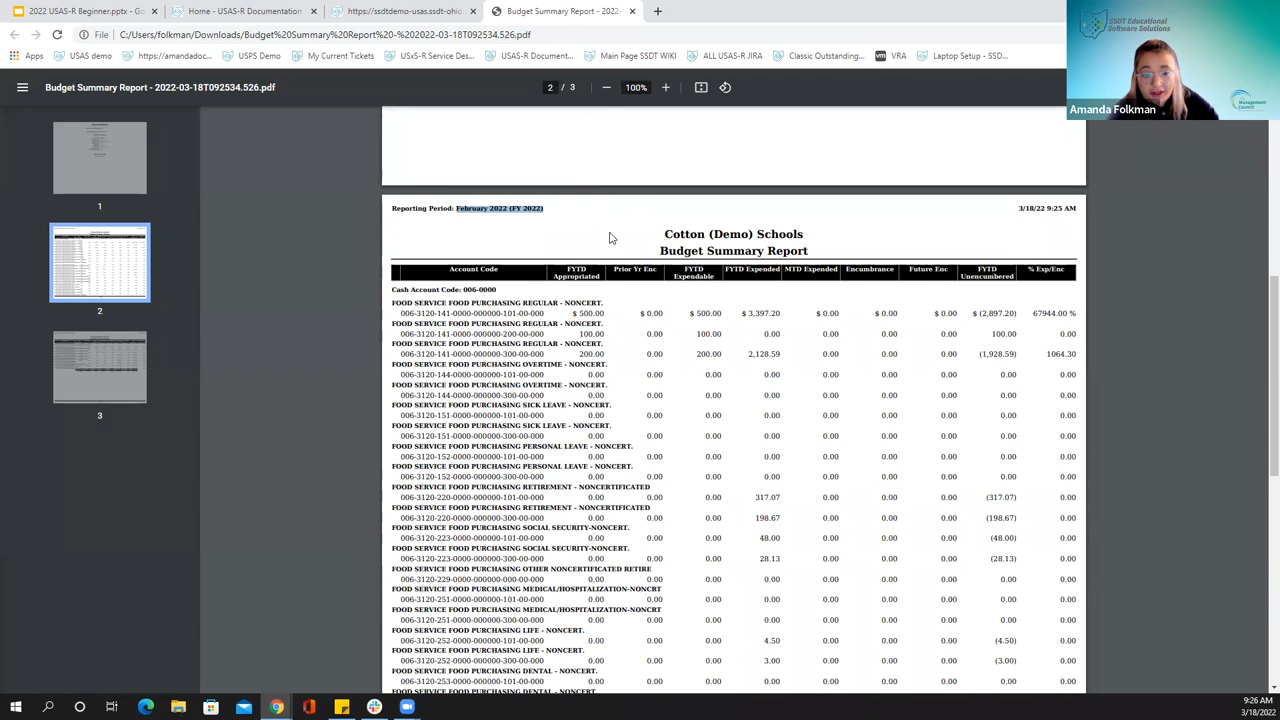 2022 USAS-R Beginner.pptx - Go
Home - USAS-R Documentation
https://ssdtdemo-usas.ssdt-ohio
Budget Summary Report - 2022-0
File C:/Users/folkman/Downloads/Budget%20Summary%20Report%20-%202022-03-18T092534.526.pdf
Apps USAS demo https://amandadoc... USPS Demo My Current Tickets USxS-R Service Des... USAS-R Document... Main Page SSDT WIKI ALL USAS-R JIRA Classic Outstanding... vm VRA Laptop Setup - SSD...
SSDT Educational
Software Solutions
Management
Council
Amanda Folkman
Budget Summary Report - 2022-03-18T092534.526.pdf 2 / 3 100%
1
2
3
Reporting Period: February 2022 (FY 2022) 3/18/22 9:25 AM
Cotton (Demo) Schools
Budget Summary Report
Account Code FYTD Appropriated Prior Yr Enc FYTD Expendable FYTD Expended MTD Expended Encumbrance Future Enc FYTD Unencumbered % Exp/Enc
Cash Account Code: 006-0000
FOOD SERVICE FOOD PURCHASING REGULAR - NONCERT.
006-3120-141-0000-000000-101-00-000 $ 500.00 $ 0.00 $ 500.00 $ 3,397.20 $ 0.00 $ 0.00 $ 0.00 $ (2,897.20) 67944.00 %
FOOD SERVICE FOOD PURCHASING REGULAR - NONCERT.
006-3120-141-0000-000000-200-00-000 100.00 0.00 100.00 0.00 0.00 0.00 0.00 100.00 0.00
FOOD SERVICE FOOD PURCHASING REGULAR - NONCERT.
006-3120-141-0000-000000-300-00-000 200.00 0.00 200.00 2,128.59 0.00 0.00 0.00 (1,928.59) 1064.30
FOOD SERVICE FOOD PURCHASING OVERTIME - NONCERT.
006-3120-144-0000-000000-101-00-000 0.00 0.00 0.00 0.00 0.00 0.00 0.00 0.00 0.00
FOOD SERVICE FOOD PURCHASING OVERTIME - NONCERT.
006-3120-144-0000-000000-300-00-000 0.00 0.00 0.00 0.00 0.00 0.00 0.00 0.00 0.00
FOOD SERVICE FOOD PURCHASING SICK LEAVE - NONCERT.
006-3120-151-0000-000000-101-00-000 0.00 0.00 0.00 0.00 0.00 0.00 0.00 0.00 0.00
FOOD SERVICE FOOD PURCHASING SICK LEAVE - NONCERT.
006-3120-151-0000-000000-300-00-000 0.00 0.00 0.00 0.00 0.00 0.00 0.00 0.00 0.00
FOOD SERVICE FOOD PURCHASING PERSONAL LEAVE - NONCERT.
006-3120-152-0000-000000-101-00-000 0.00 0.00 0.00 0.00 0.00 0.00 0.00 0.00 0.00
FOOD SERVICE FOOD PURCHASING PERSONAL LEAVE - NONCERT.
006-3120-152-0000-000000-300-00-000 0.00 0.00 0.00 0.00 0.00 0.00 0.00 0.00 0.00
FOOD SERVICE FOOD PURCHASING RETIREMENT - NONCERTIFICATED
006-3120-220-0000-000000-101-00-000 0.00 0.00 0.00 317.07 0.00 0.00 0.00 (317.07) 0.00
FOOD SERVICE FOOD PURCHASING RETIREMENT - NONCERTIFICATED
006-3120-220-0000-000000-300-00-000 0.00 0.00 0.00 198.67 0.00 0.00 0.00 (198.67) 0.00
FOOD SERVICE FOOD PURCHASING SOCIAL SECURITY-NONCERT.
006-3120-223-0000-000000-101-00-000 0.00 0.00 0.00 48.00 0.00 0.00 0.00 (48.00) 0.00
FOOD SERVICE FOOD PURCHASING SOCIAL SECURITY-NONCERT.
006-3120-223-0000-000000-300-00-000 0.00 0.00 0.00 28.13 0.00 0.00 0.00 (28.13) 0.00
FOOD SERVICE FOOD PURCHASING OTHER NONCERTIFICATED RETIRE
006-3120-229-0000-000000-000-00-000 0.00 0.00 0.00 0.00 0.00 0.00 0.00 0.00 0.00
FOOD SERVICE FOOD PURCHASING MEDICAL/HOSPITALIZATION-NONCRT
006-3120-251-0000-000000-101-00-000 0.00 0.00 0.00 0.00 0.00 0.00 0.00 0.00 0.00
FOOD SERVICE FOOD PURCHASING MEDICAL/HOSPITALIZATION-NONCRT
006-3120-251-0000-000000-300-00-000 0.00 0.00 0.00 0.00 0.00 0.00 0.00 0.00 0.00
FOOD SERVICE FOOD PURCHASING LIFE - NONCERT.
006-3120-252-0000-000000-101-00-000 0.00 0.00 0.00 4.50 0.00 0.00 0.00 (4.50) 0.00
FOOD SERVICE FOOD PURCHASING LIFE - NONCERT.
006-3120-252-0000-000000-300-00-000 0.00 0.00 0.00 3.00 0.00 0.00 0.00 (3.00) 0.00
FOOD SERVICE FOOD PURCHASING DENTAL - NONCERT.
006-3120-253-0000-000000-101-00-000 0.00 0.00 0.00 0.00 0.00 0.00 0.00 0.00 0.00
FOOD SERVICE FOOD PURCHASING DENTAL - NONCERT.
9:26 AM
3/18/2022